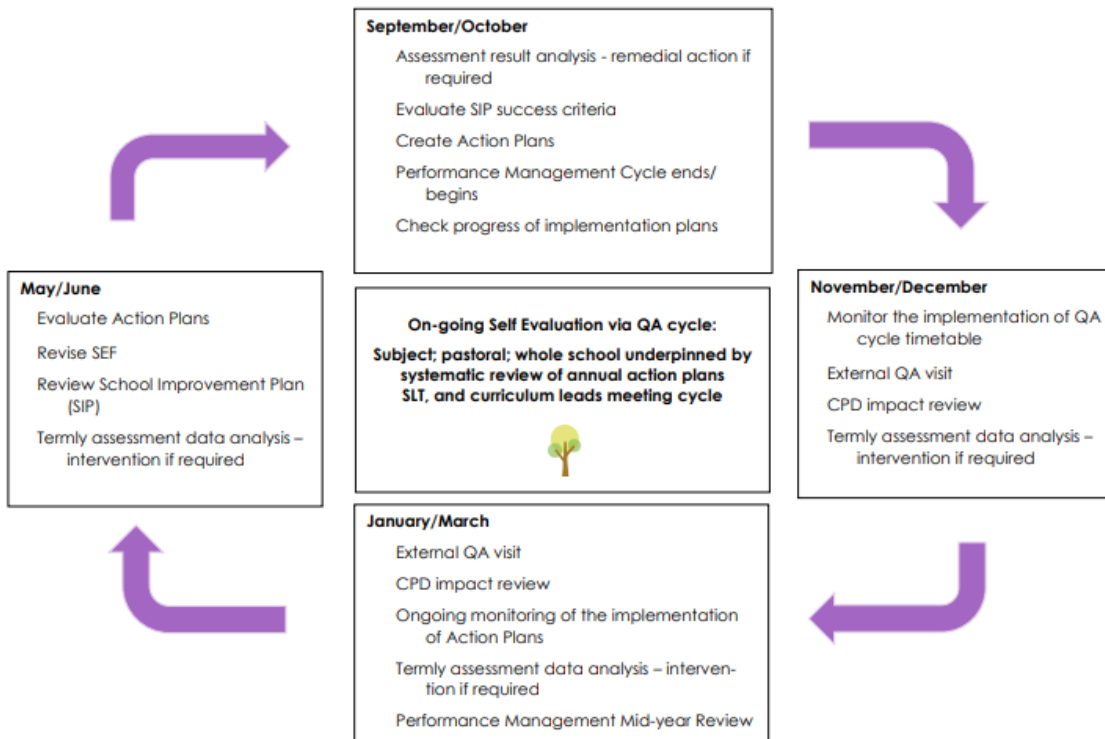 September/October
Assessment result analysis - remedial action if
required
Evaluate SIP success criteria
Create Action Plans
Performance Management Cycle ends/
begins
Check progress of implementation plans
May/June
Evaluate Action Plans
Revise SEF
Review School Improvement Plan
(SIP)
Termly assessment data analysis –
intervention if required
On-going Self Evaluation via QA cycle:
Subject; pastoral; whole school underpinned by
systematic review of annual action plans
SLT, and curriculum leads meeting cycle
November/December
Monitor the implementation of QA
cycle timetable
External QA visit
CPD impact review
Termly assessment data analysis –
intervention if required
January/March
External QA visit
CPD impact review
Ongoing monitoring of the implementation
of Action Plans
Termly assessment data analysis – interven-
tion if required
Performance Management Mid-year Review